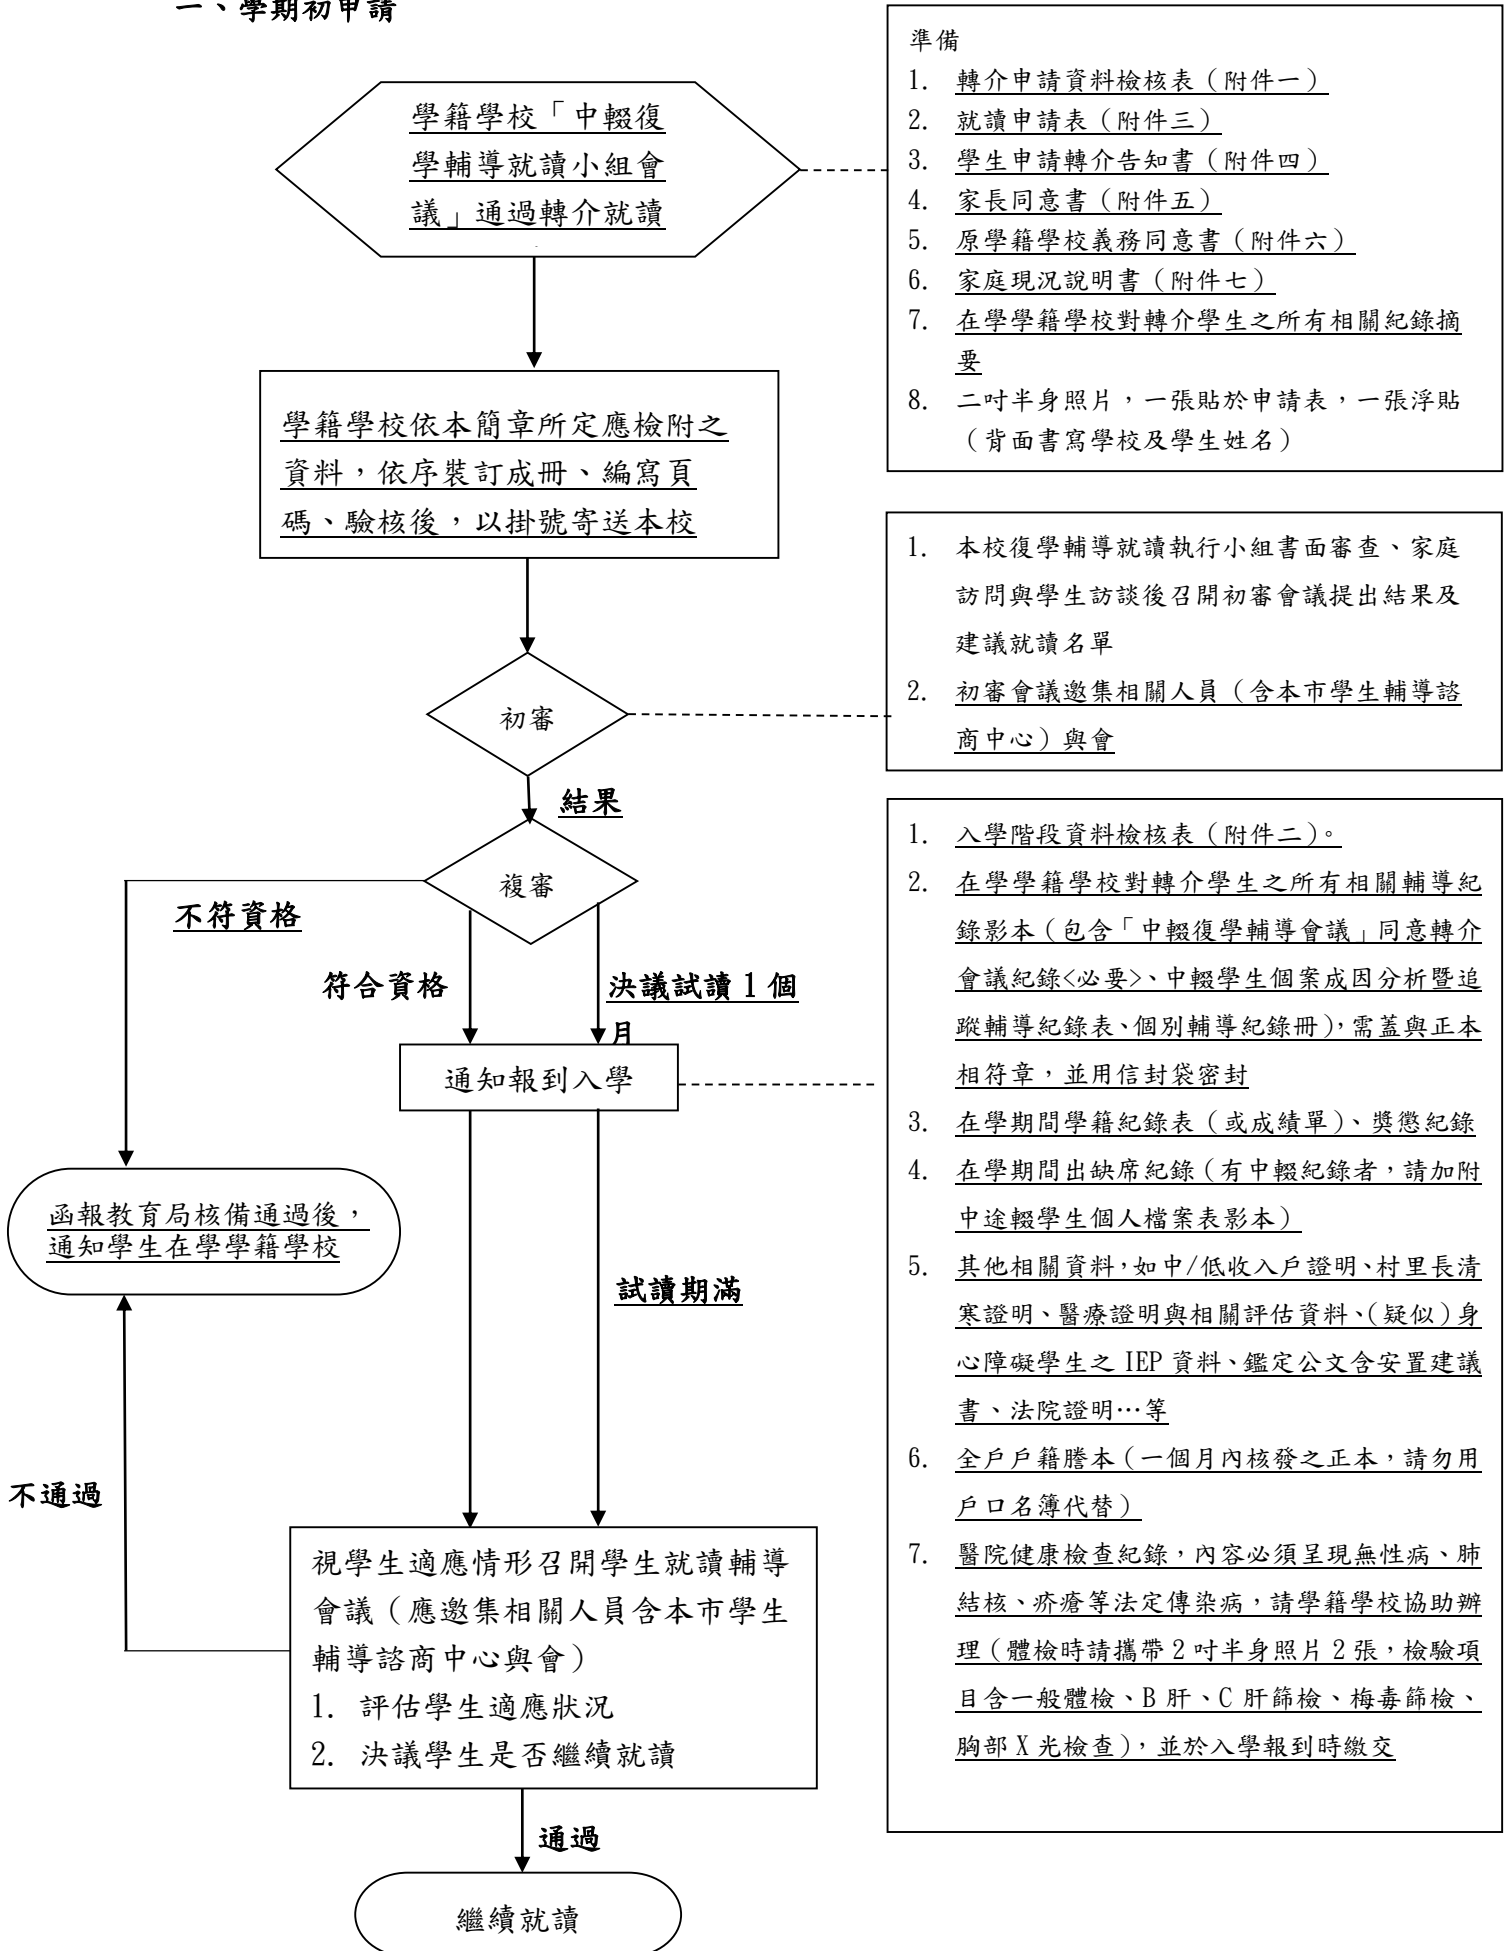 一、學期初申請
學籍學校「中輟復
學輔導就讀小組會
議」通過轉介就讀
準備
1. 轉介申請資料檢核表（附件一）
2. 就讀申請表（附件三）
3. 學生申請轉介告知書（附件四）
4. 家長同意書（附件五）
5. 原學籍學校義務同意書（附件六）
6. 家庭現況說明書（附件七）
7. 在學學籍學校對轉介學生之所有相關紀錄摘
要
8. 二吋半身照片，一張貼於申請表，一張浮貼
（背面書寫學校及學生姓名）
學籍學校依本簡章所定應檢附之
資料，依序裝訂成冊、編寫頁
碼、驗核後，以掛號寄送本校
1. 本校復學輔導就讀執行小組書面審查、家庭
訪問與學生訪談後召開初審會議提出結果及
建議就讀名單
2. 初審會議邀集相關人員（含本市學生輔導諮
商中心）與會
初審
結果
複審
不符資格
符合資格
決議試讀 1 個
月
通知報到入學
1. 入學階段資料檢核表（附件二）。
2. 在學學籍學校對轉介學生之所有相關輔導紀
錄影本（包含「中輟復學輔導會議」同意轉介
會議紀錄<必要>、中輟學生個案成因分析暨追
蹤輔導紀錄表、個別輔導紀錄冊），需蓋與正本
相符章，並用信封袋密封
3. 在學期間學籍紀錄表（或成績單）、獎懲紀錄
4. 在學期間出缺席紀錄（有中輟紀錄者，請加附
中途輟學生個人檔案表影本）
5. 其他相關資料，如中/低收入戶證明、村里長清
寒證明、醫療證明與相關評估資料、（疑似）身
心障礙學生之 IEP 資料、鑑定公文含安置建議
書、法院證明…等
6. 全戶戶籍謄本（一個月內核發之正本，請勿用
戶口名簿代替）
7. 醫院健康檢查紀錄，內容必須呈現無性病、肺
結核、疥瘡等法定傳染病，請學籍學校協助辦
理（體檢時請攜帶 2 吋半身照片 2 張，檢驗項
目含一般體檢、B 肝、C 肝篩檢、梅毒篩檢、
胸部 X 光檢查），並於入學報到時繳交
函報教育局核備通過後，
通知學生在學學籍學校
試讀期滿
不通過
視學生適應情形召開學生就讀輔導
會議（應邀集相關人員含本市學生
輔導諮商中心與會）
1. 評估學生適應狀況
2. 決議學生是否繼續就讀
通過
繼續就讀